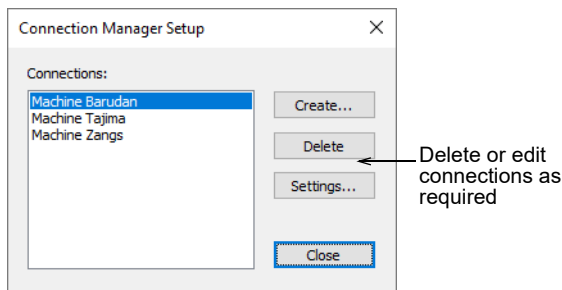 Connection Manager Setup
Connections:
Machine Barudan
Machine Tajima
Machine Zangs
Create...
Delete
Settings...
Close
Delete or edit
connections as
required